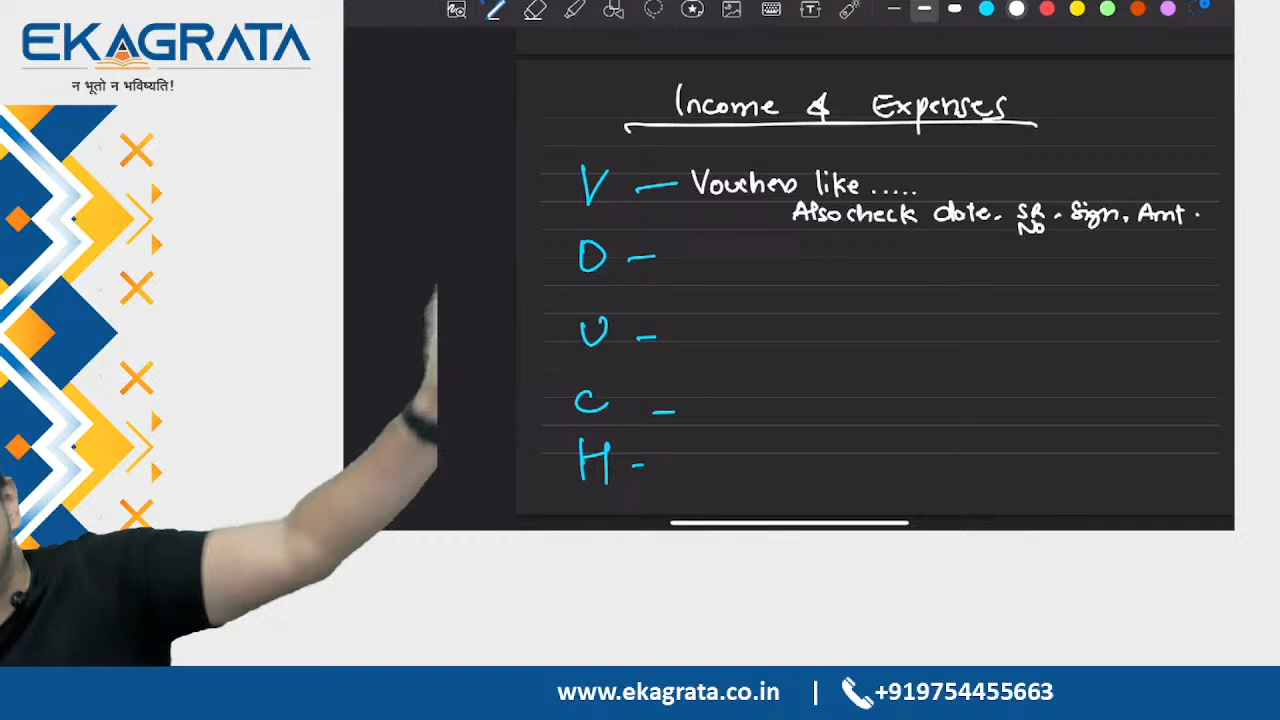 EKAGRATA
न भूतो न भविष्यति!
Income & Expenses
V — Vouchers like .....
Also check date. SR No. Sign, Amt.
D —
U —
C —
H -
www.ekagrata.co.in | +919754455663